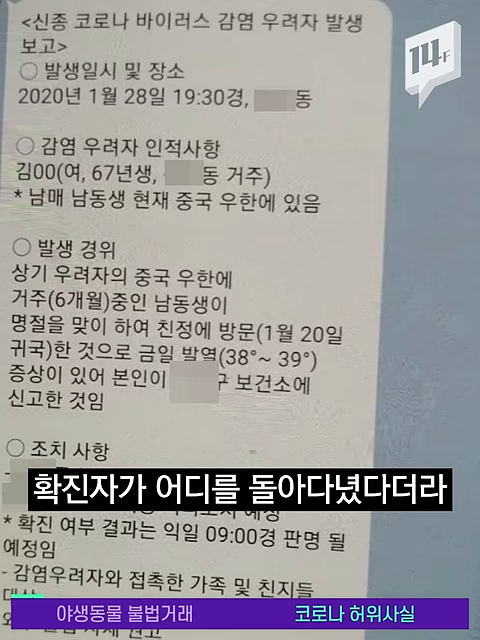 <신종 코로나 바이러스 감염 우려자 발생
보고>
14F
○ 발생일시 및 장소
2020년 1월 28일 19:30경, 동
○ 감염 우려자 인적사항
김00(여, 67년생, 동 거주)
* 남매 남동생 현재 중국 우한에 있음
○ 발생 경위
상기 우려자의 중국 우한에
거주(6개월)중인 남동생이
명절을 맞이 하여 친정에 방문(1월 20일
귀국)한 것으로 금일 발열(38°~ 39°)
증상이 있어 본인이 구 보건소에
신고한 것임
○ 조치 사항
확진자가 어디를 돌아다녔다더라
예정
* 확진 여부 결과는 익일 09:00경 판명 될
예정임
- 감염우려자와 접촉한 가족 및 친지들
야생동물 불법거래
코로나 허위사실